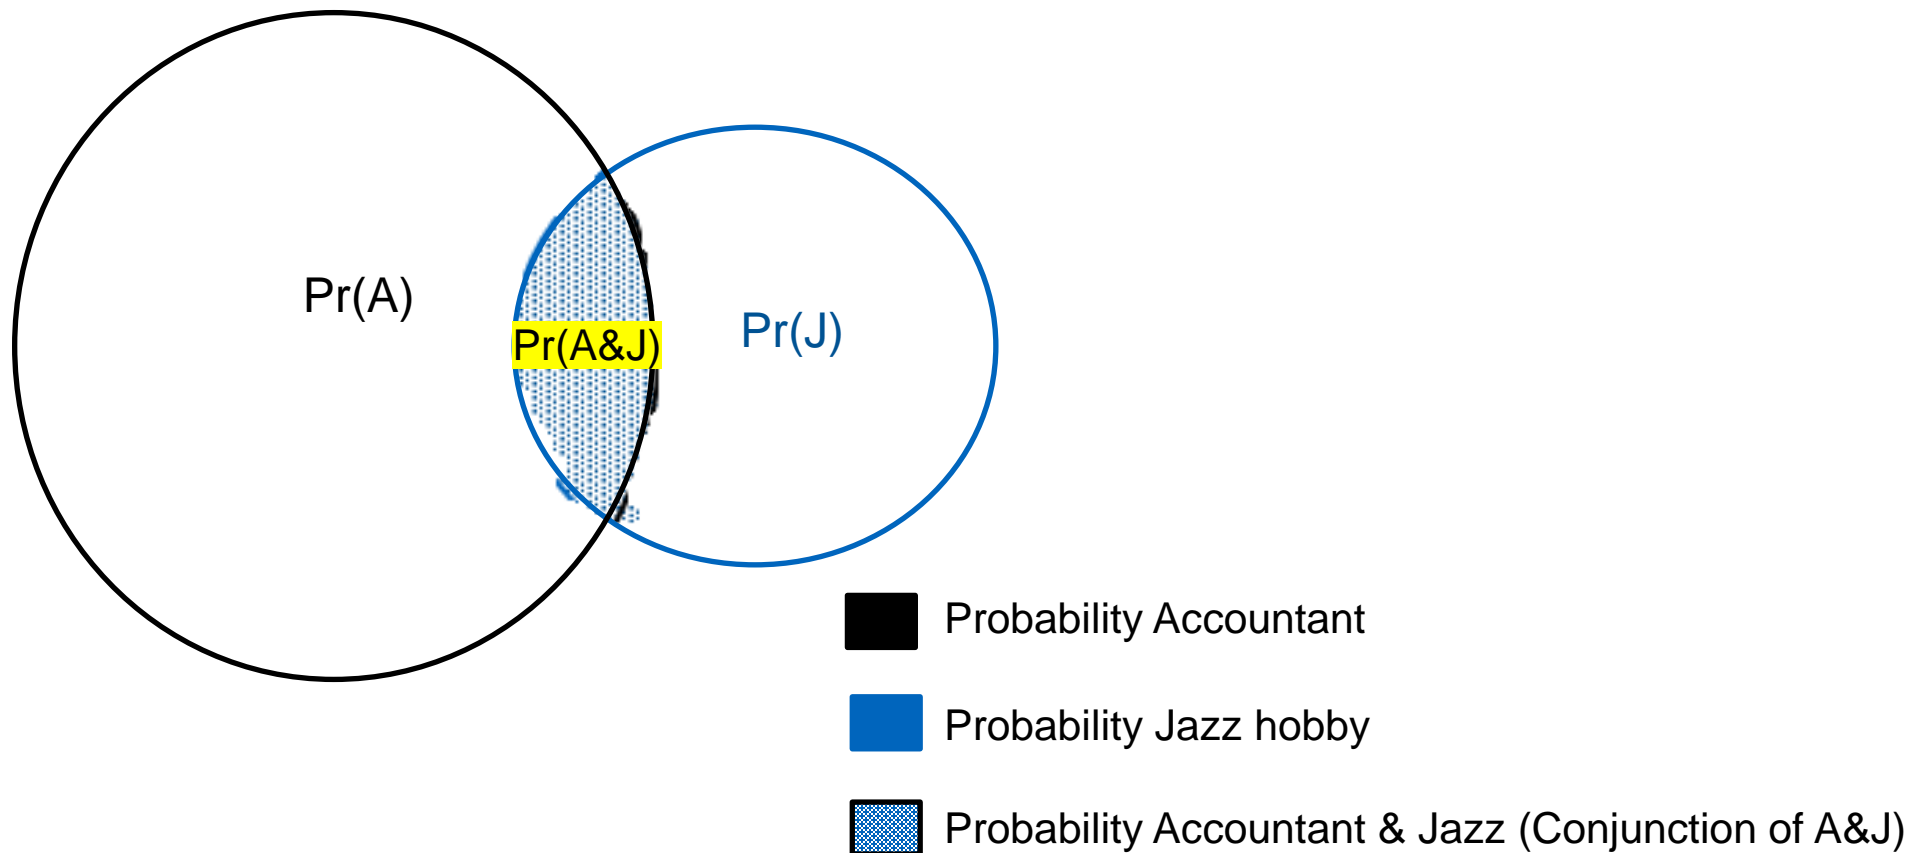 Pr(A)
Pr(A&J)
Pr(J)
Probability Accountant
Probability Jazz hobby
Probability Accountant & Jazz (Conjunction of A&J)